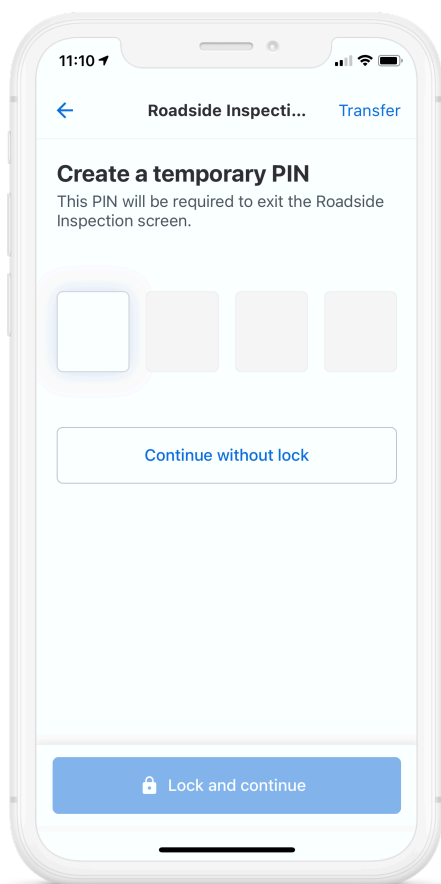 11:10
Roadside Inspecti...
Transfer
Create a temporary PIN
This PIN will be required to exit the Roadside
Inspection screen.
Continue without lock
Lock and continue